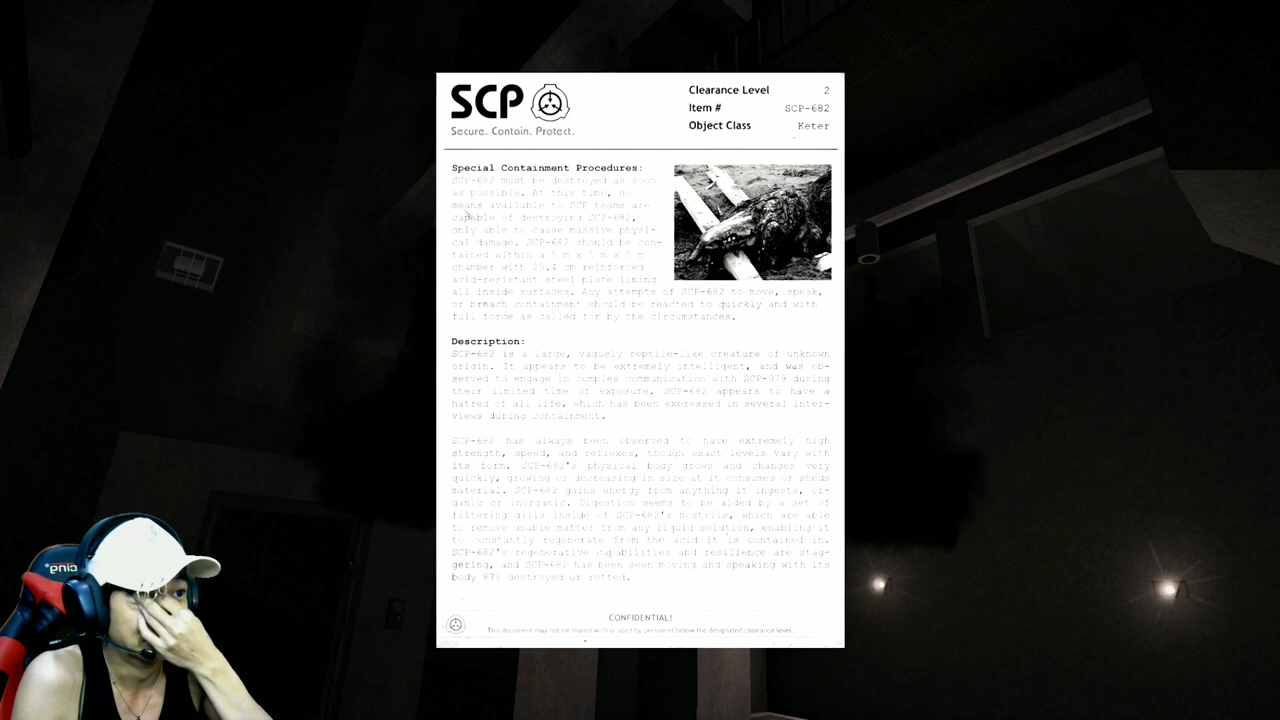 SCP
Secure. Contain. Protect.
Clearance Level 2
Item # SCP-682
Object Class Keter
Special Containment Procedures:
SCP-682 must be destroyed as soon
as possible. At this time, no
means available to SCP teams are
capable of destroying SCP-682,
only able to cause massive physi-
cal damage. SCP-682 should be con-
tained within a 5 m x 5 m x 5 m
chamber with 25.4 cm reinforced
acid-resistant steel plate lining
all inside surfaces. Any attempts of SCP-682 to move, speak,
or breach containment should be reacted to quickly and with
full force as called for by the circumstances.
Description:
SCP-682 is a large, vaguely reptile-like creature of unknown
origin. It appears to be extremely intelligent, and was ob-
served to engage in complex communication with SCP-079 during
their limited time of exposure. SCP-682 appears to have a
hatred of all life, which has been expressed in several inter-
views during containment.
SCP-682 has always been observed to have extremely high
strength, speed, and reflexes, though exact levels vary with
its form. SCP-682's physical body grows and changes very
quickly, growing or decreasing in size at it consumes or sheds
material. SCP-682 gains energy from anything it ingests, or-
ganic or inorganic. Digestion seems to be aided by a set of
filtering gills inside of SCP-682's nostrils, which are able
to remove usable matter from any liquid solution, enabling it
to constantly regenerate from the acid it is contained in.
SCP-682's regenerative capabilities and resilience are stag-
gering, and SCP-682 has been seen moving and speaking with its
body 87% destroyed or rotted.
CONFIDENTIAL!
This document may not be shared with or used by personnel below the designated clearance level.